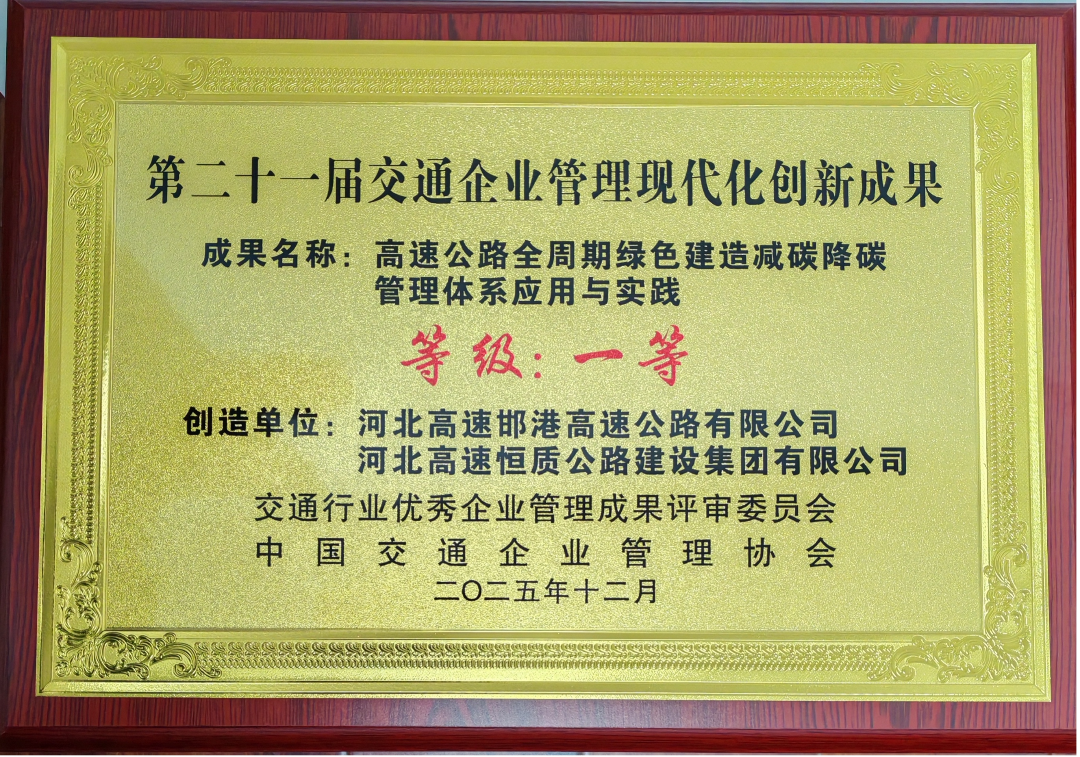 第二十一届交通企业管理现代化创新成果
成果名称：高速公路全周期绿色建造减碳降碳
管理体系应用与实践
等级：一等
创造单位：河北高速邯港高速公路有限公司
河北高速恒质公路建设集团有限公司
交通行业优秀企业管理成果评审委员会
中国交通企业管理协会
二〇二五年十二月